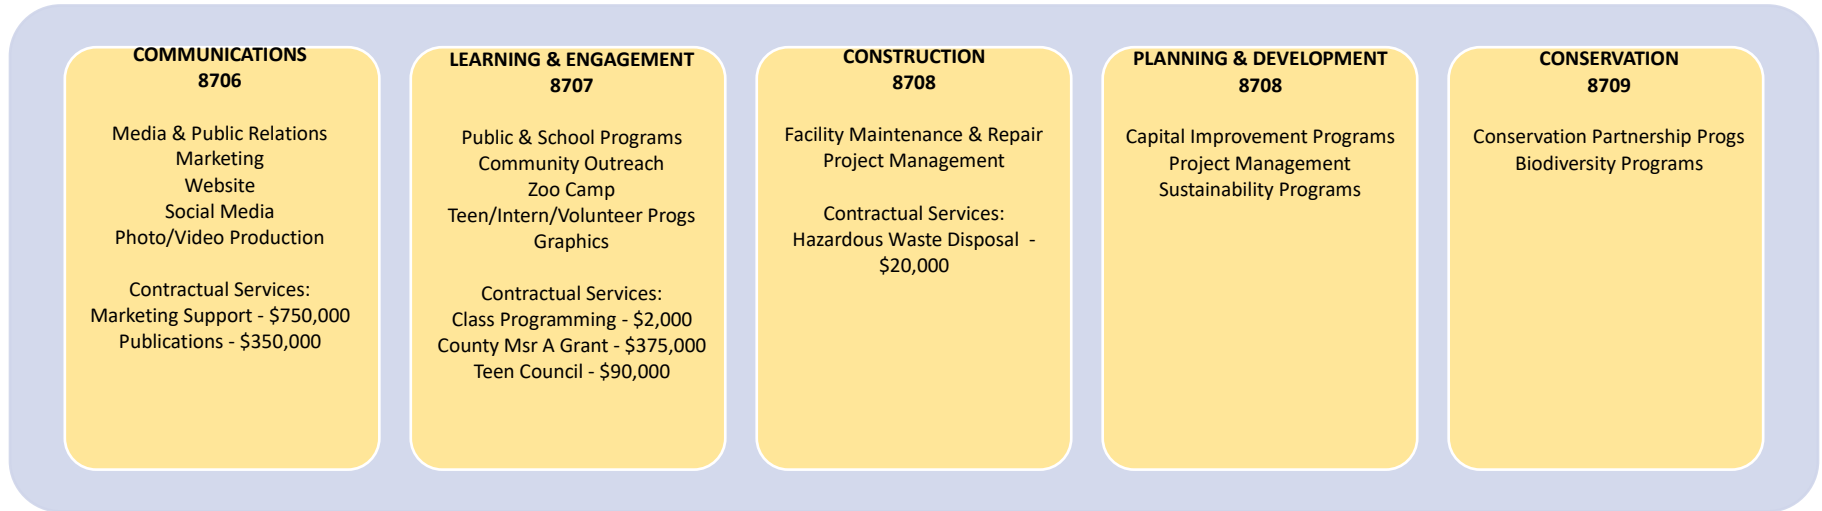 COMMUNICATIONS
8706
Media & Public Relations
Marketing
Website
Social Media
Photo/Video Production
Contractual Services:
Marketing Support - $750,000
Publications - $350,000
LEARNING & ENGAGEMENT
8707
Public & School Programs
Community Outreach
Zoo Camp
Teen/Intern/Volunteer Progs
Graphics
Contractual Services:
Class Programming - $2,000
County Msr A Grant - $375,000
Teen Council - $90,000
CONSTRUCTION
8708
Facility Maintenance & Repair
Project Management
Contractual Services:
Hazardous Waste Disposal -
$20,000
PLANNING & DEVELOPMENT
8708
Capital Improvement Programs
Project Management
Sustainability Programs
CONSERVATION
8709
Conservation Partnership Progs
Biodiversity Programs